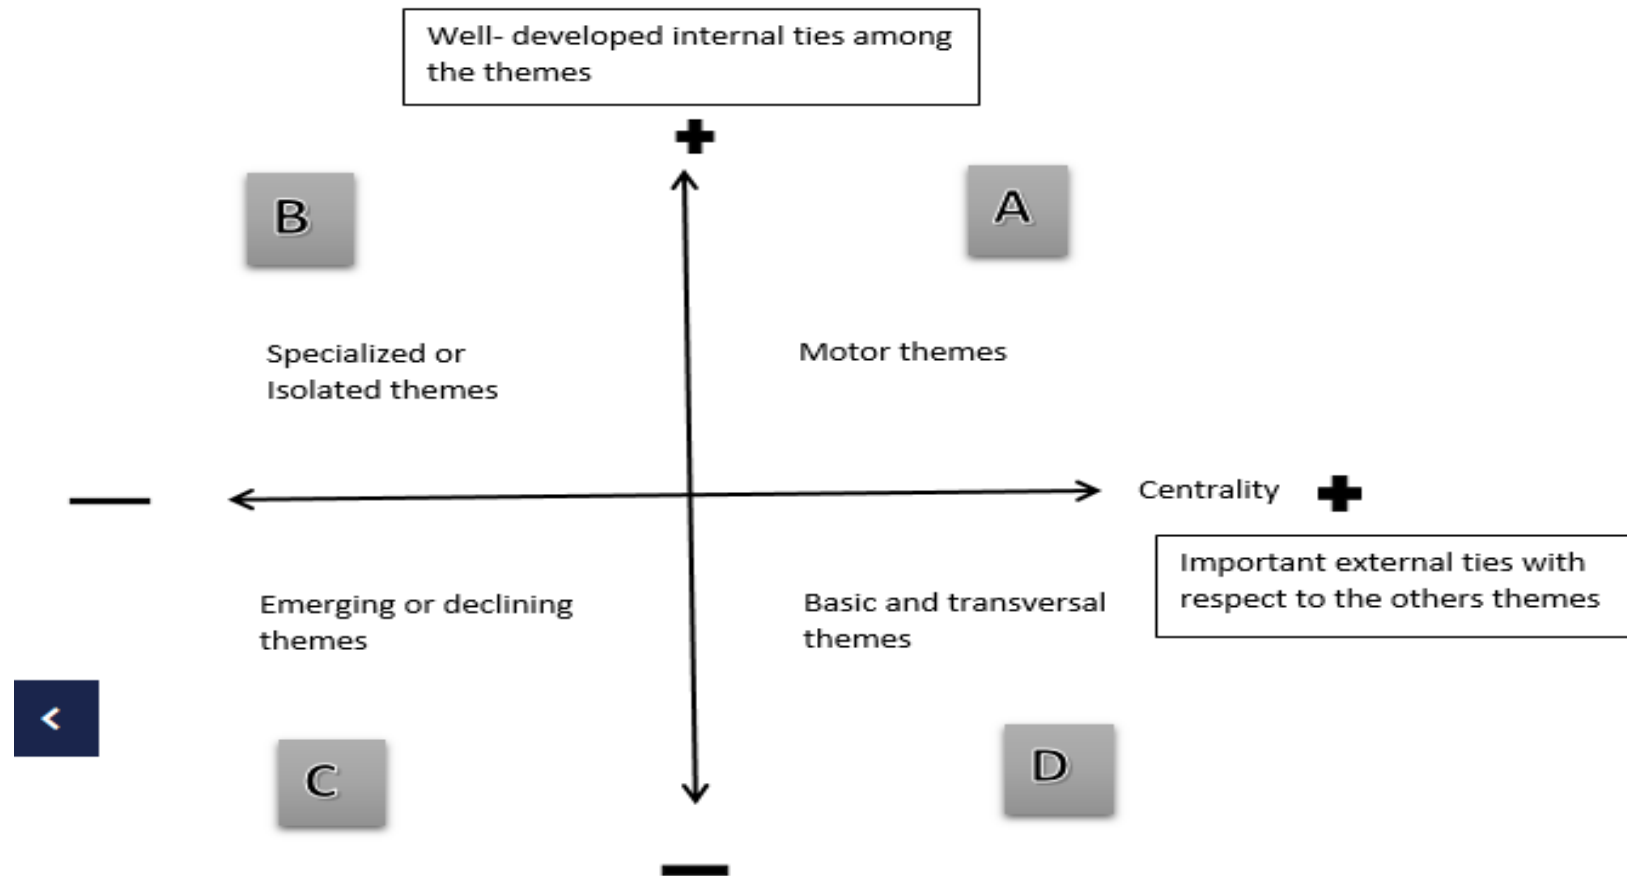 Well- developed internal ties among
the themes
B
A
Specialized or
Isolated themes
Motor themes
Centrality
Important external ties with
respect to the others themes
Emerging or declining
themes
Basic and transversal
themes
C
D